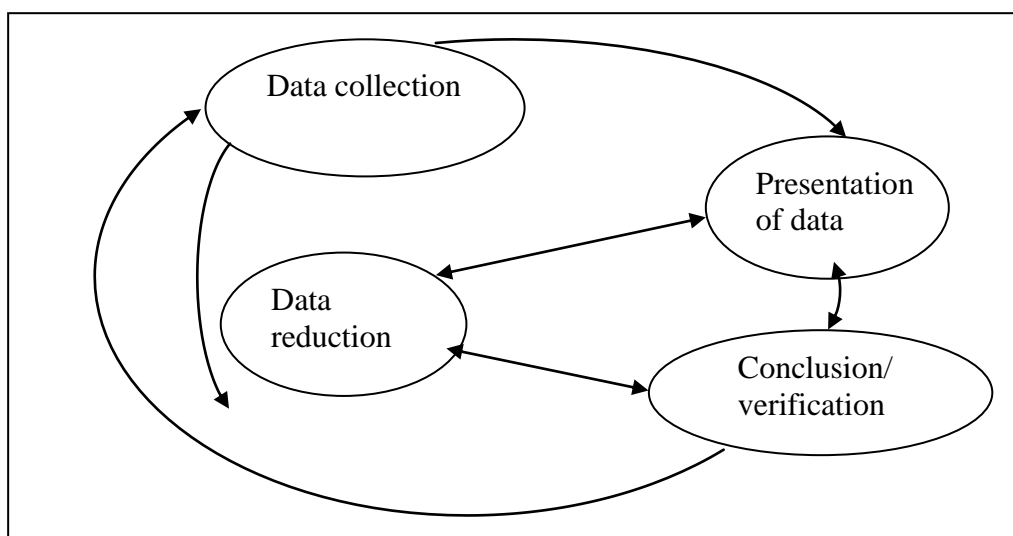 Data collection
Presentation
of data
Data
reduction
Conclusion/
verification